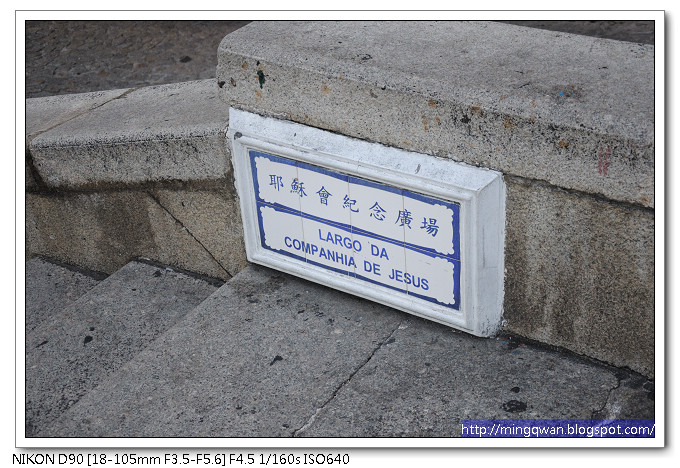 耶穌會紀念廣場
LARGO DA
COMPANHIA DE JESUS
http://mingqwan.blogspot.com/
NIKON D90 [18-105mm F3.5-F5.6] F4.5 1/160s ISO640